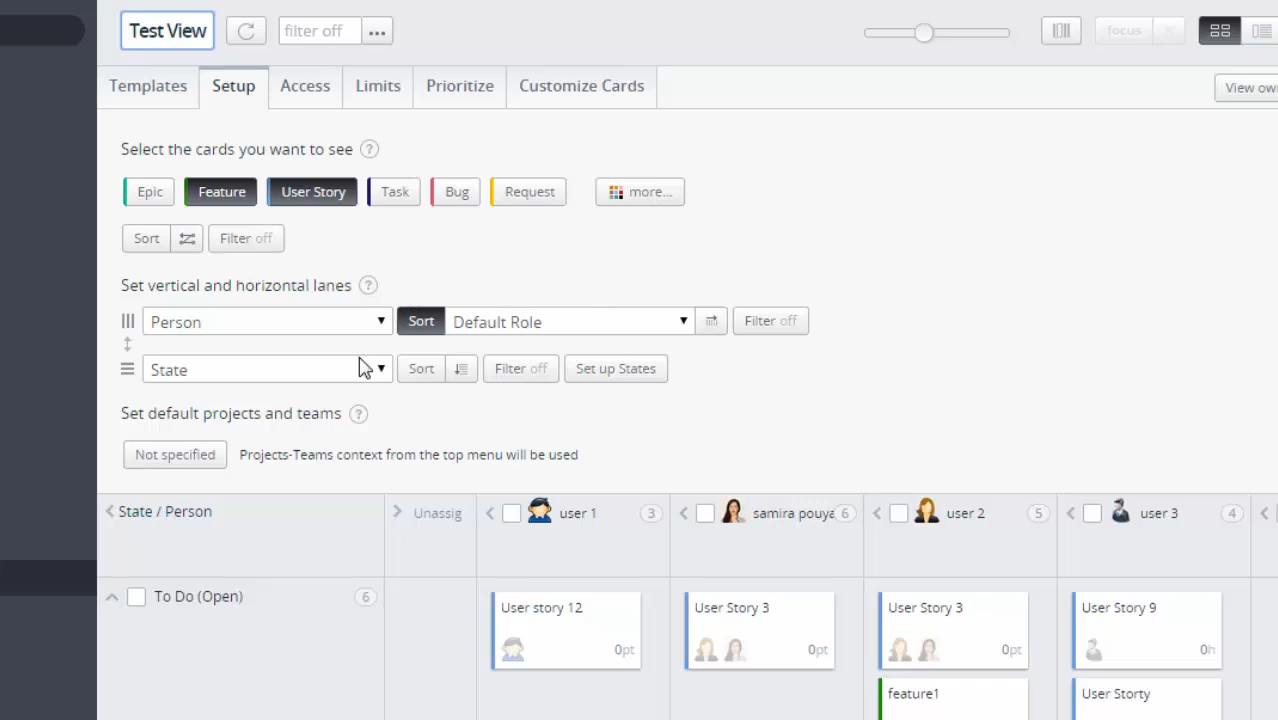 Test View
filter off
...
focus
Templates
Setup
Access
Limits
Prioritize
Customize Cards
Select the cards you want to see ?
Epic
Feature
User Story
Task
Bug
Request
more...
Sort
Filter off
Set vertical and horizontal lanes ?
Person
Sort
Default Role
Filter off
State
Sort
Filter off
Set up States
Set default projects and teams ?
Not specified
Projects-Teams context from the top menu will be used
State / Person
Unassig
user 1 3
samira pouya 6
user 2 5
user 3 4
To Do (Open) 6
User story 12
0pt
User Story 3
0pt
User Story 3
0pt
User Story 9
0h
feature1
User Storty